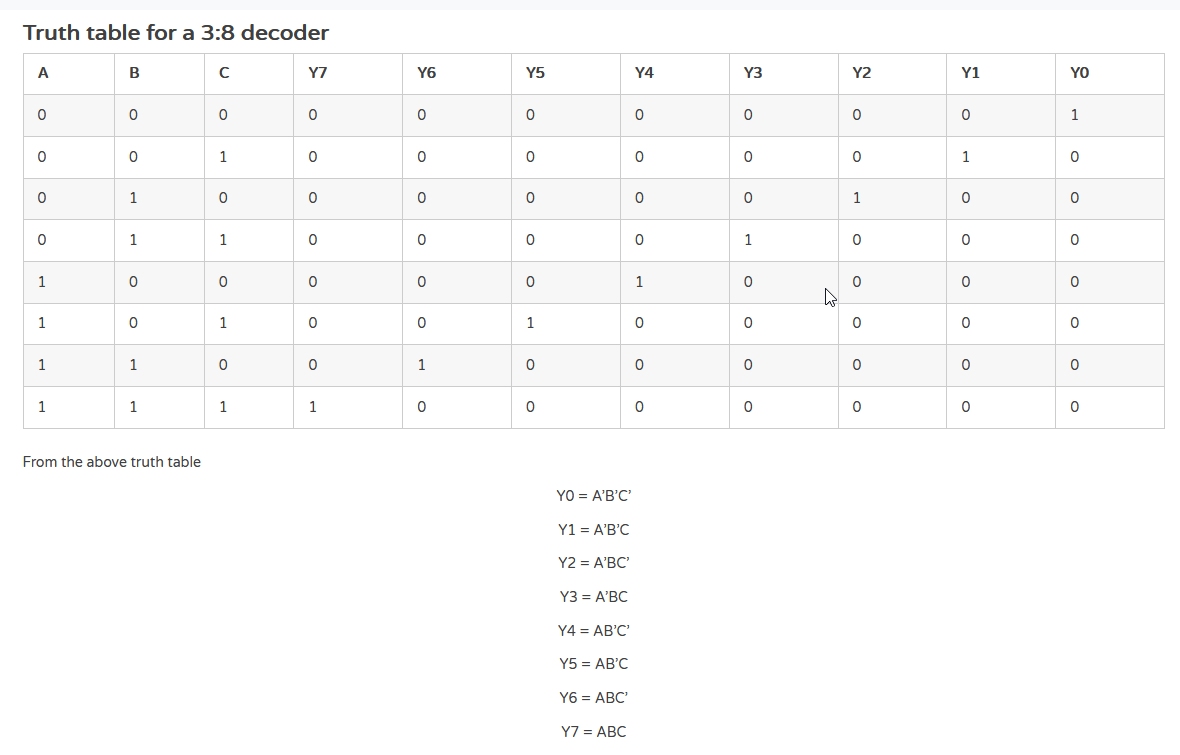 Truth table for a 3:8 decoder
A B C Y7 Y6 Y5 Y4 Y3 Y2 Y1 Y0
0 0 0 0 0 0 0 0 0 0 1
0 0 1 0 0 0 0 0 0 1 0
0 1 0 0 0 0 0 0 1 0 0
0 1 1 0 0 0 0 1 0 0 0
1 0 0 0 0 0 1 0 0 0 0
1 0 1 0 0 1 0 0 0 0 0
1 1 0 0 1 0 0 0 0 0 0
1 1 1 1 0 0 0 0 0 0 0
From the above truth table
Y0 = A’B’C’
Y1 = A’B’C
Y2 = A’BC’
Y3 = A’BC
Y4 = AB’C’
Y5 = AB’C
Y6 = ABC’
Y7 = ABC